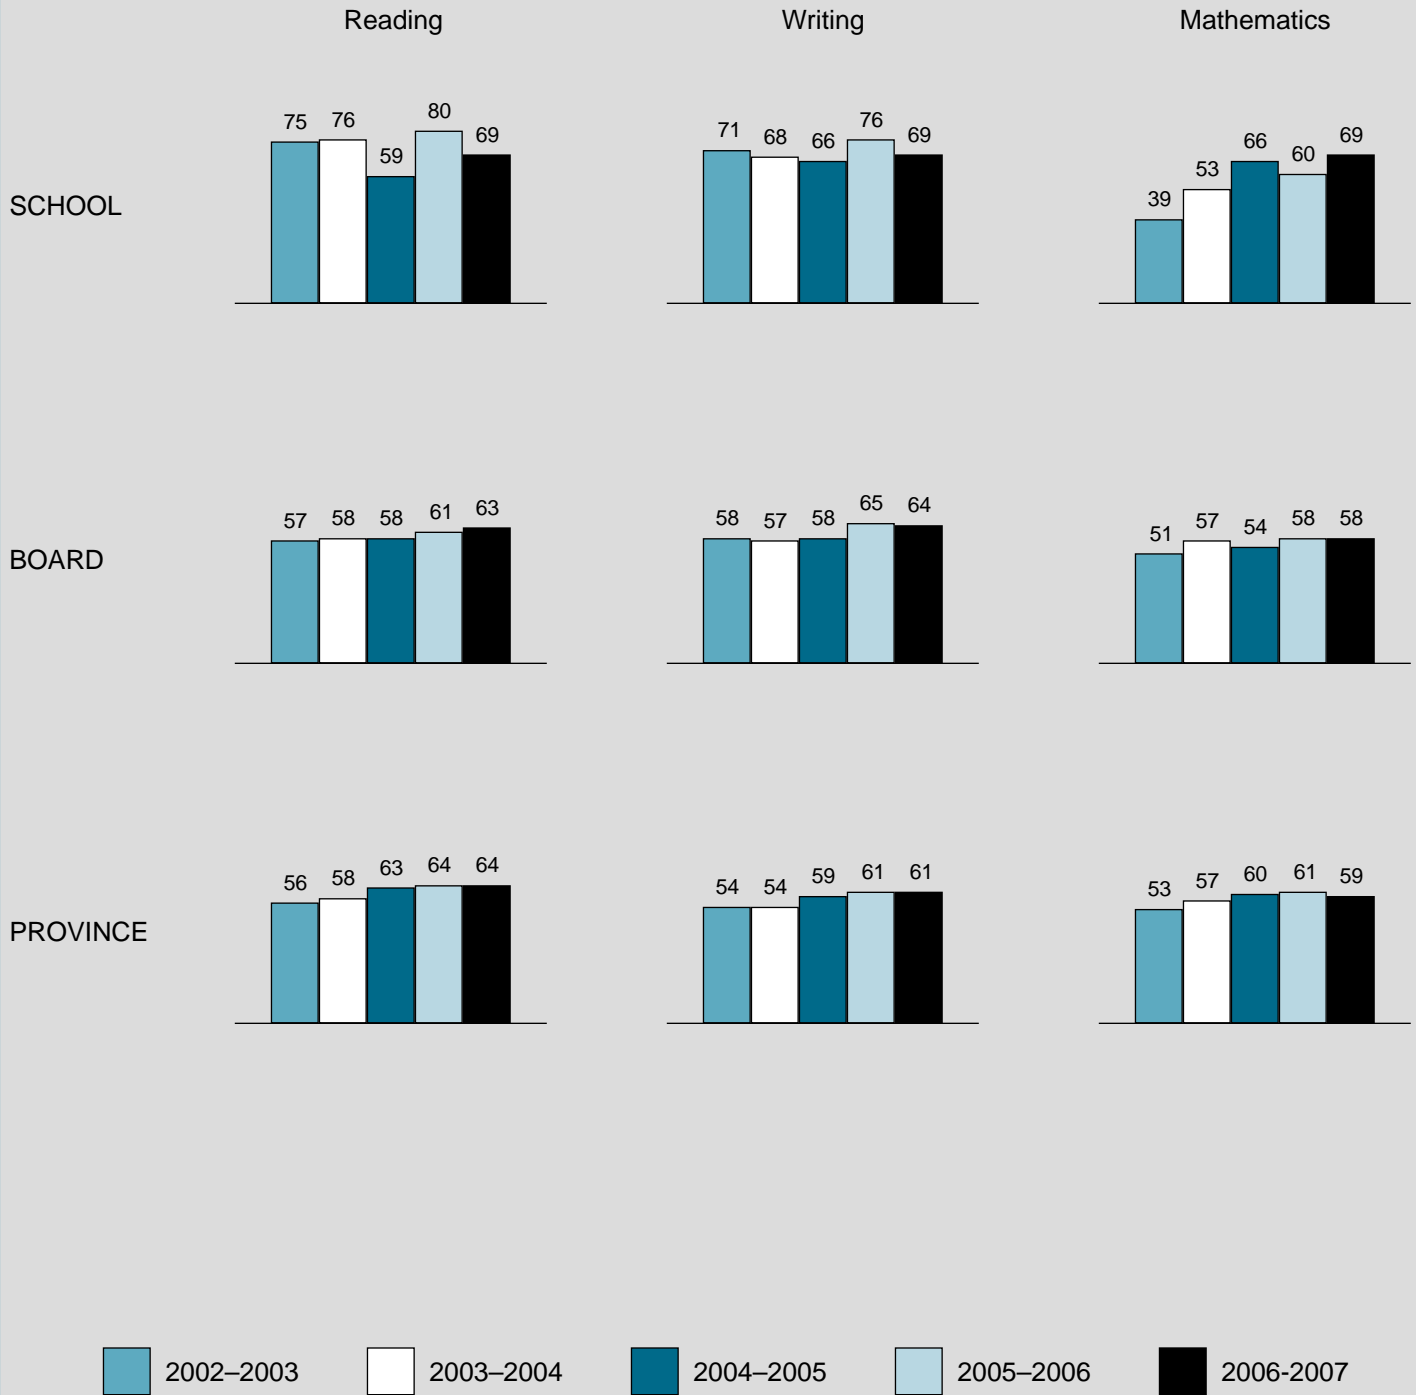 Reading Writing Mathematics
SCHOOL
75 76 59 80 69
71 68 66 76 69
39 53 66 60 69
BOARD
57 58 58 61 63
58 57 58 65 64
51 57 54 58 58
PROVINCE
56 58 63 64 64
54 54 59 61 61
53 57 60 61 59
2002–2003 2003–2004 2004–2005 2005–2006 2006-2007